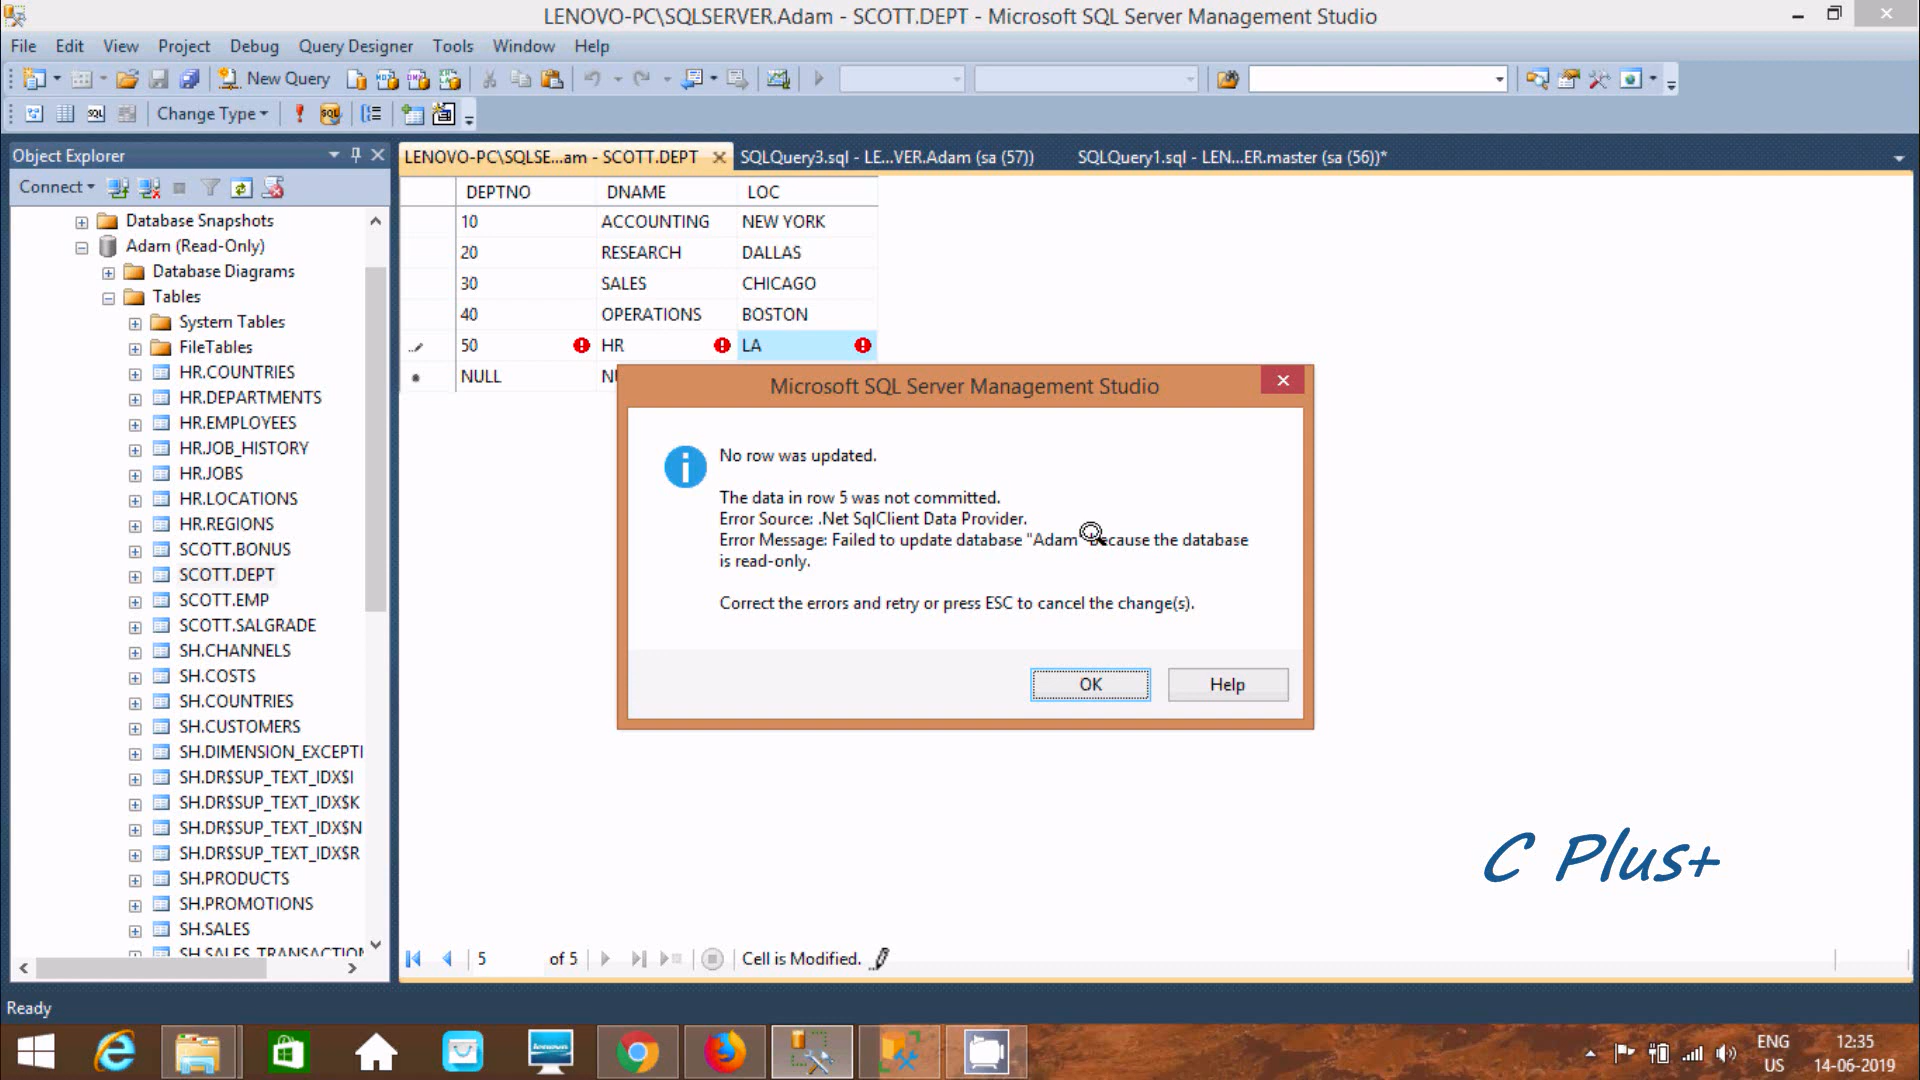 LENOVO-PC\SQLSERVER.Adam - SCOTT.DEPT - Microsoft SQL Server Management Studio
File Edit View Project Debug Query Designer Tools Window Help
New Query
SQL Change Type SQL
Object Explorer
Connect
Database Snapshots
Adam (Read-Only)
Database Diagrams
Tables
System Tables
FileTables
HR.COUNTRIES
HR.DEPARTMENTS
HR.EMPLOYEES
HR.JOB_HISTORY
HR.JOBS
HR.LOCATIONS
HR.REGIONS
SCOTT.BONUS
SCOTT.DEPT
SCOTT.EMP
SCOTT.SALGRADE
SH.CHANNELS
SH.COSTS
SH.COUNTRIES
SH.CUSTOMERS
SH.DIMENSION_EXCEPTI
SH.DR$SUP_TEXT_IDX$I
SH.DR$SUP_TEXT_IDX$K
SH.DR$SUP_TEXT_IDX$N
SH.DR$SUP_TEXT_IDX$R
SH.PRODUCTS
SH.PROMOTIONS
SH.SALES
SH.SALES_TRANSACTION
LENOVO-PC\SQLSE...am - SCOTT.DEPT SQLQuery3.sql - LE...VER.Adam (sa (57)) SQLQuery1.sql - LEN...ER.master (sa (56))*
DEPTNO DNAME LOC
10 ACCOUNTING NEW YORK
20 RESEARCH DALLAS
30 SALES CHICAGO
40 OPERATIONS BOSTON
50 HR LA
NULL
Microsoft SQL Server Management Studio
No row was updated.
The data in row 5 was not committed.
Error Source: .Net SqlClient Data Provider.
Error Message: Failed to update database "Adam" because the database
is read-only.
Correct the errors and retry or press ESC to cancel the change(s).
OK Help
C Plus+
5 of 5 Cell is Modified.
Ready
ENG
US
12:35
14-06-2019